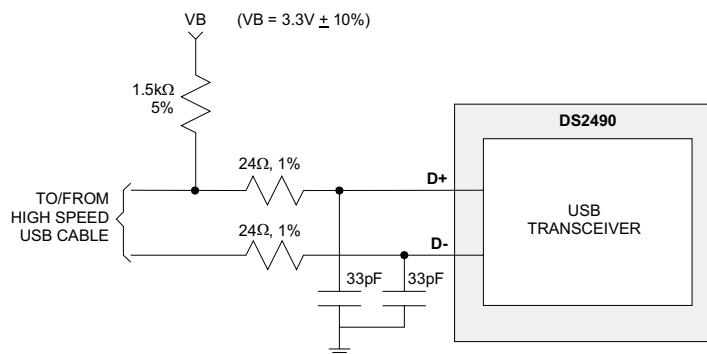 VB (VB = 3.3V ± 10%)
1.5kΩ
5%
DS2490
24Ω, 1%
D+
TO/FROM
HIGH SPEED
USB CABLE
USB
TRANSCEIVER
24Ω, 1%
D-
33pF 33pF